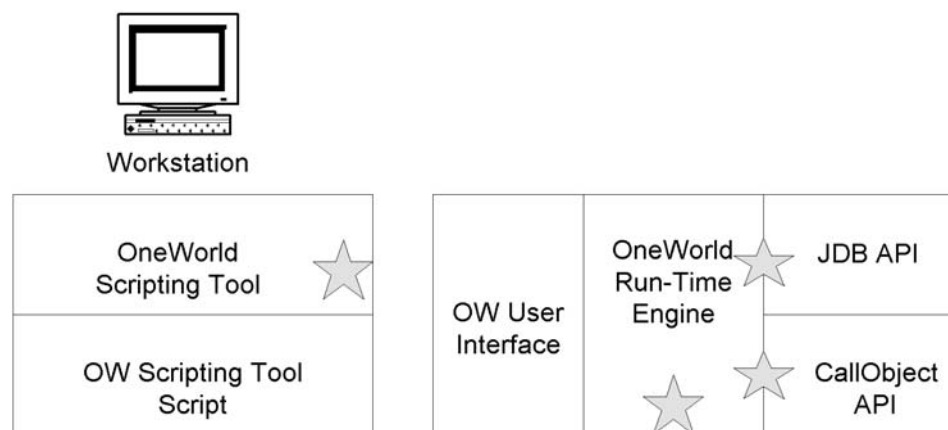 Workstation
OneWorld
Scripting Tool
OW Scripting Tool
Script
OW User
Interface
OneWorld
Run-Time
Engine
JDB API
CallObject
API